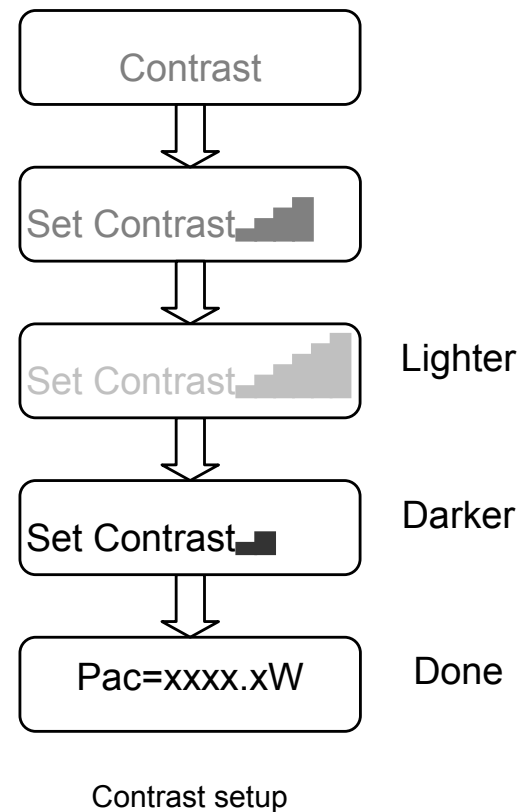 Contrast
Set Contrast
Set Contrast
Lighter
Set Contrast
Darker
Pac=xxxx.xW
Done
Contrast setup